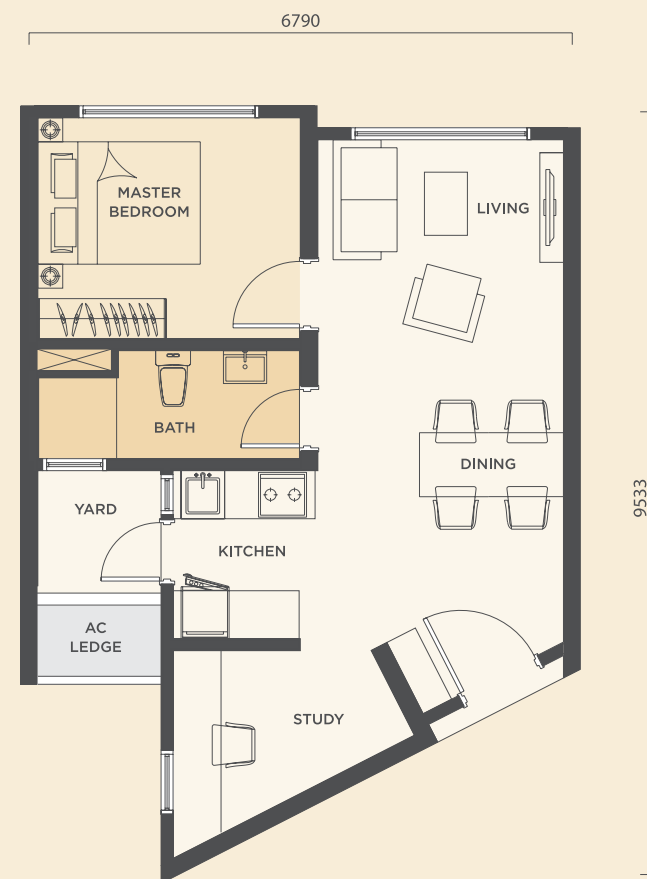 6790
MASTER
BEDROOM
LIVING
BATH
DINING
9533
YARD
KITCHEN
AC
LEDGE
STUDY